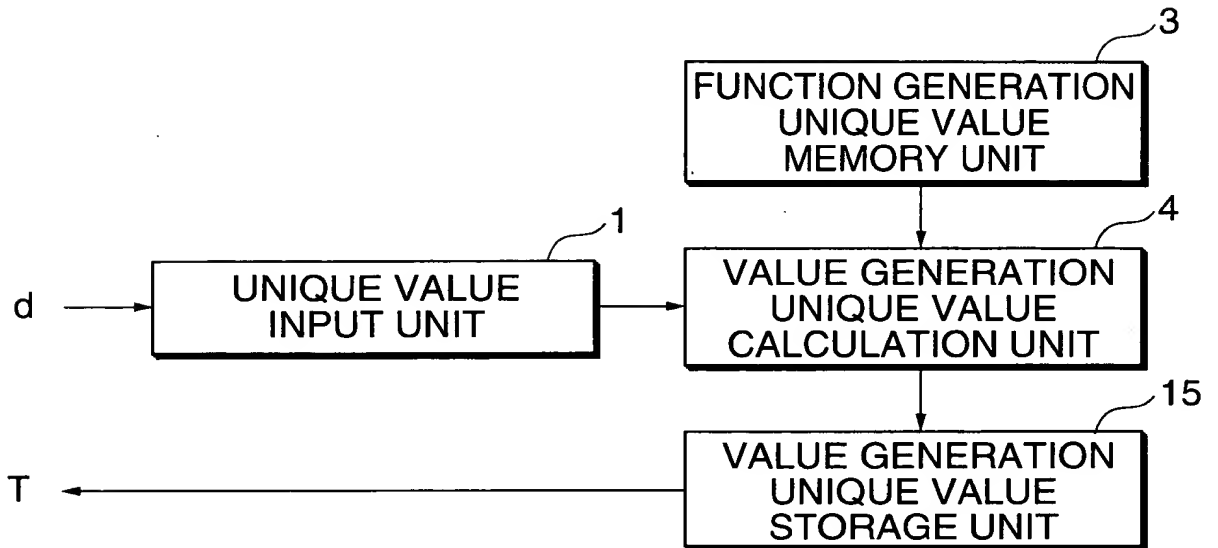 3
FUNCTION GENERATION
UNIQUE VALUE
MEMORY UNIT
1
4
d
UNIQUE VALUE
INPUT UNIT
VALUE GENERATION
UNIQUE VALUE
CALCULATION UNIT
15
T
VALUE GENERATION
UNIQUE VALUE
STORAGE UNIT